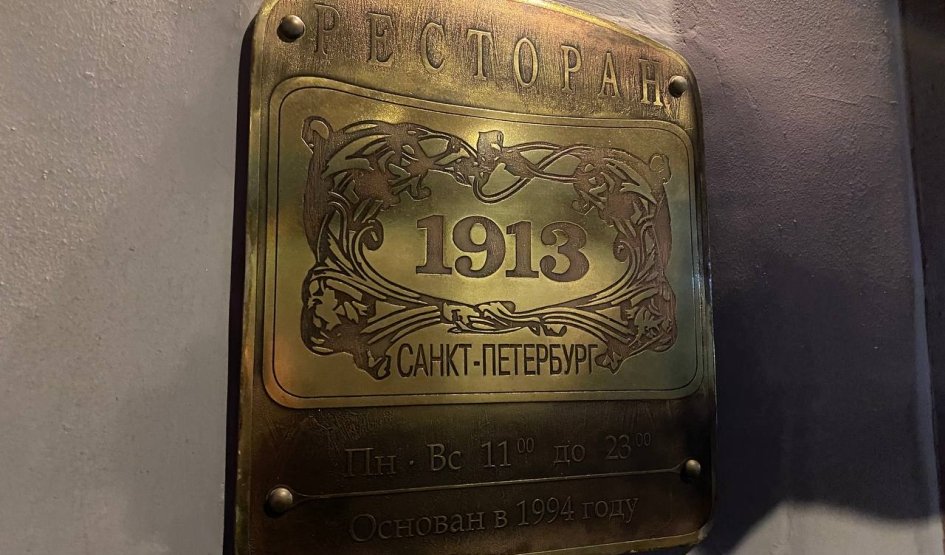 РЕСТОРАН
1913
САНКТ-ПЕТЕРБУРГ
Пн · Вс 11⁰⁰ до 23⁰⁰
Основан в 1994 году